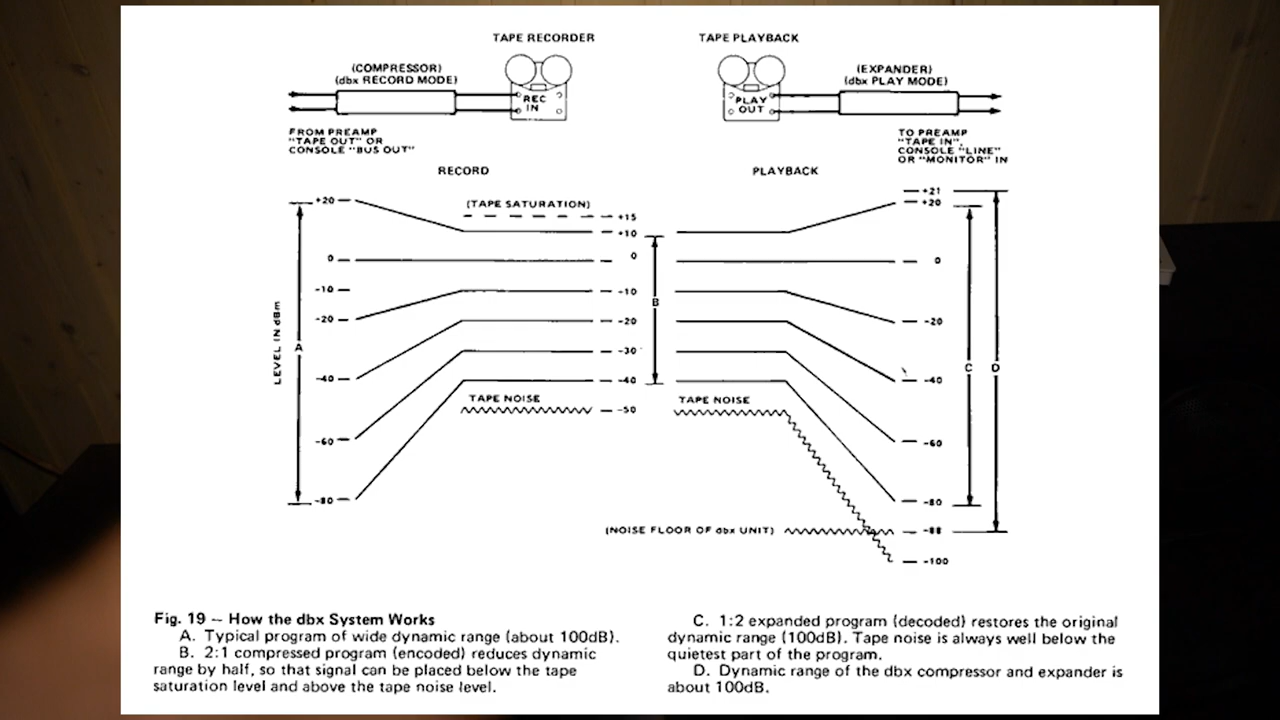 TAPE RECORDER
TAPE PLAYBACK
(COMPRESSOR)
(dbx RECORD MODE)
REC
IN
PLAY
OUT
(EXPANDER)
(dbx PLAY MODE)
FROM PREAMP
"TAPE OUT" OR
CONSOLE "BUS OUT"
TO PREAMP
"TAPE IN",
CONSOLE "LINE"
OR "MONITOR" IN
RECORD
PLAYBACK
LEVEL IN dBm
A
+20
0
-10
-20
-40
-60
-80
(TAPE SATURATION)
+15
+10
0
-10
-20
-30
-40
TAPE NOISE
-50
B
TAPE NOISE
(NOISE FLOOR OF dbx UNIT)
+21
+20
0
-20
-40
-60
-80
-88
-100
C
D
Fig. 19 – How the dbx System Works
A. Typical program of wide dynamic range (about 100dB).
B. 2:1 compressed program (encoded) reduces dynamic
range by half, so that signal can be placed below the tape
saturation level and above the tape noise level.
C. 1:2 expanded program (decoded) restores the original
dynamic range (100dB). Tape noise is always well below the
quietest part of the program.
D. Dynamic range of the dbx compressor and expander is
about 100dB.